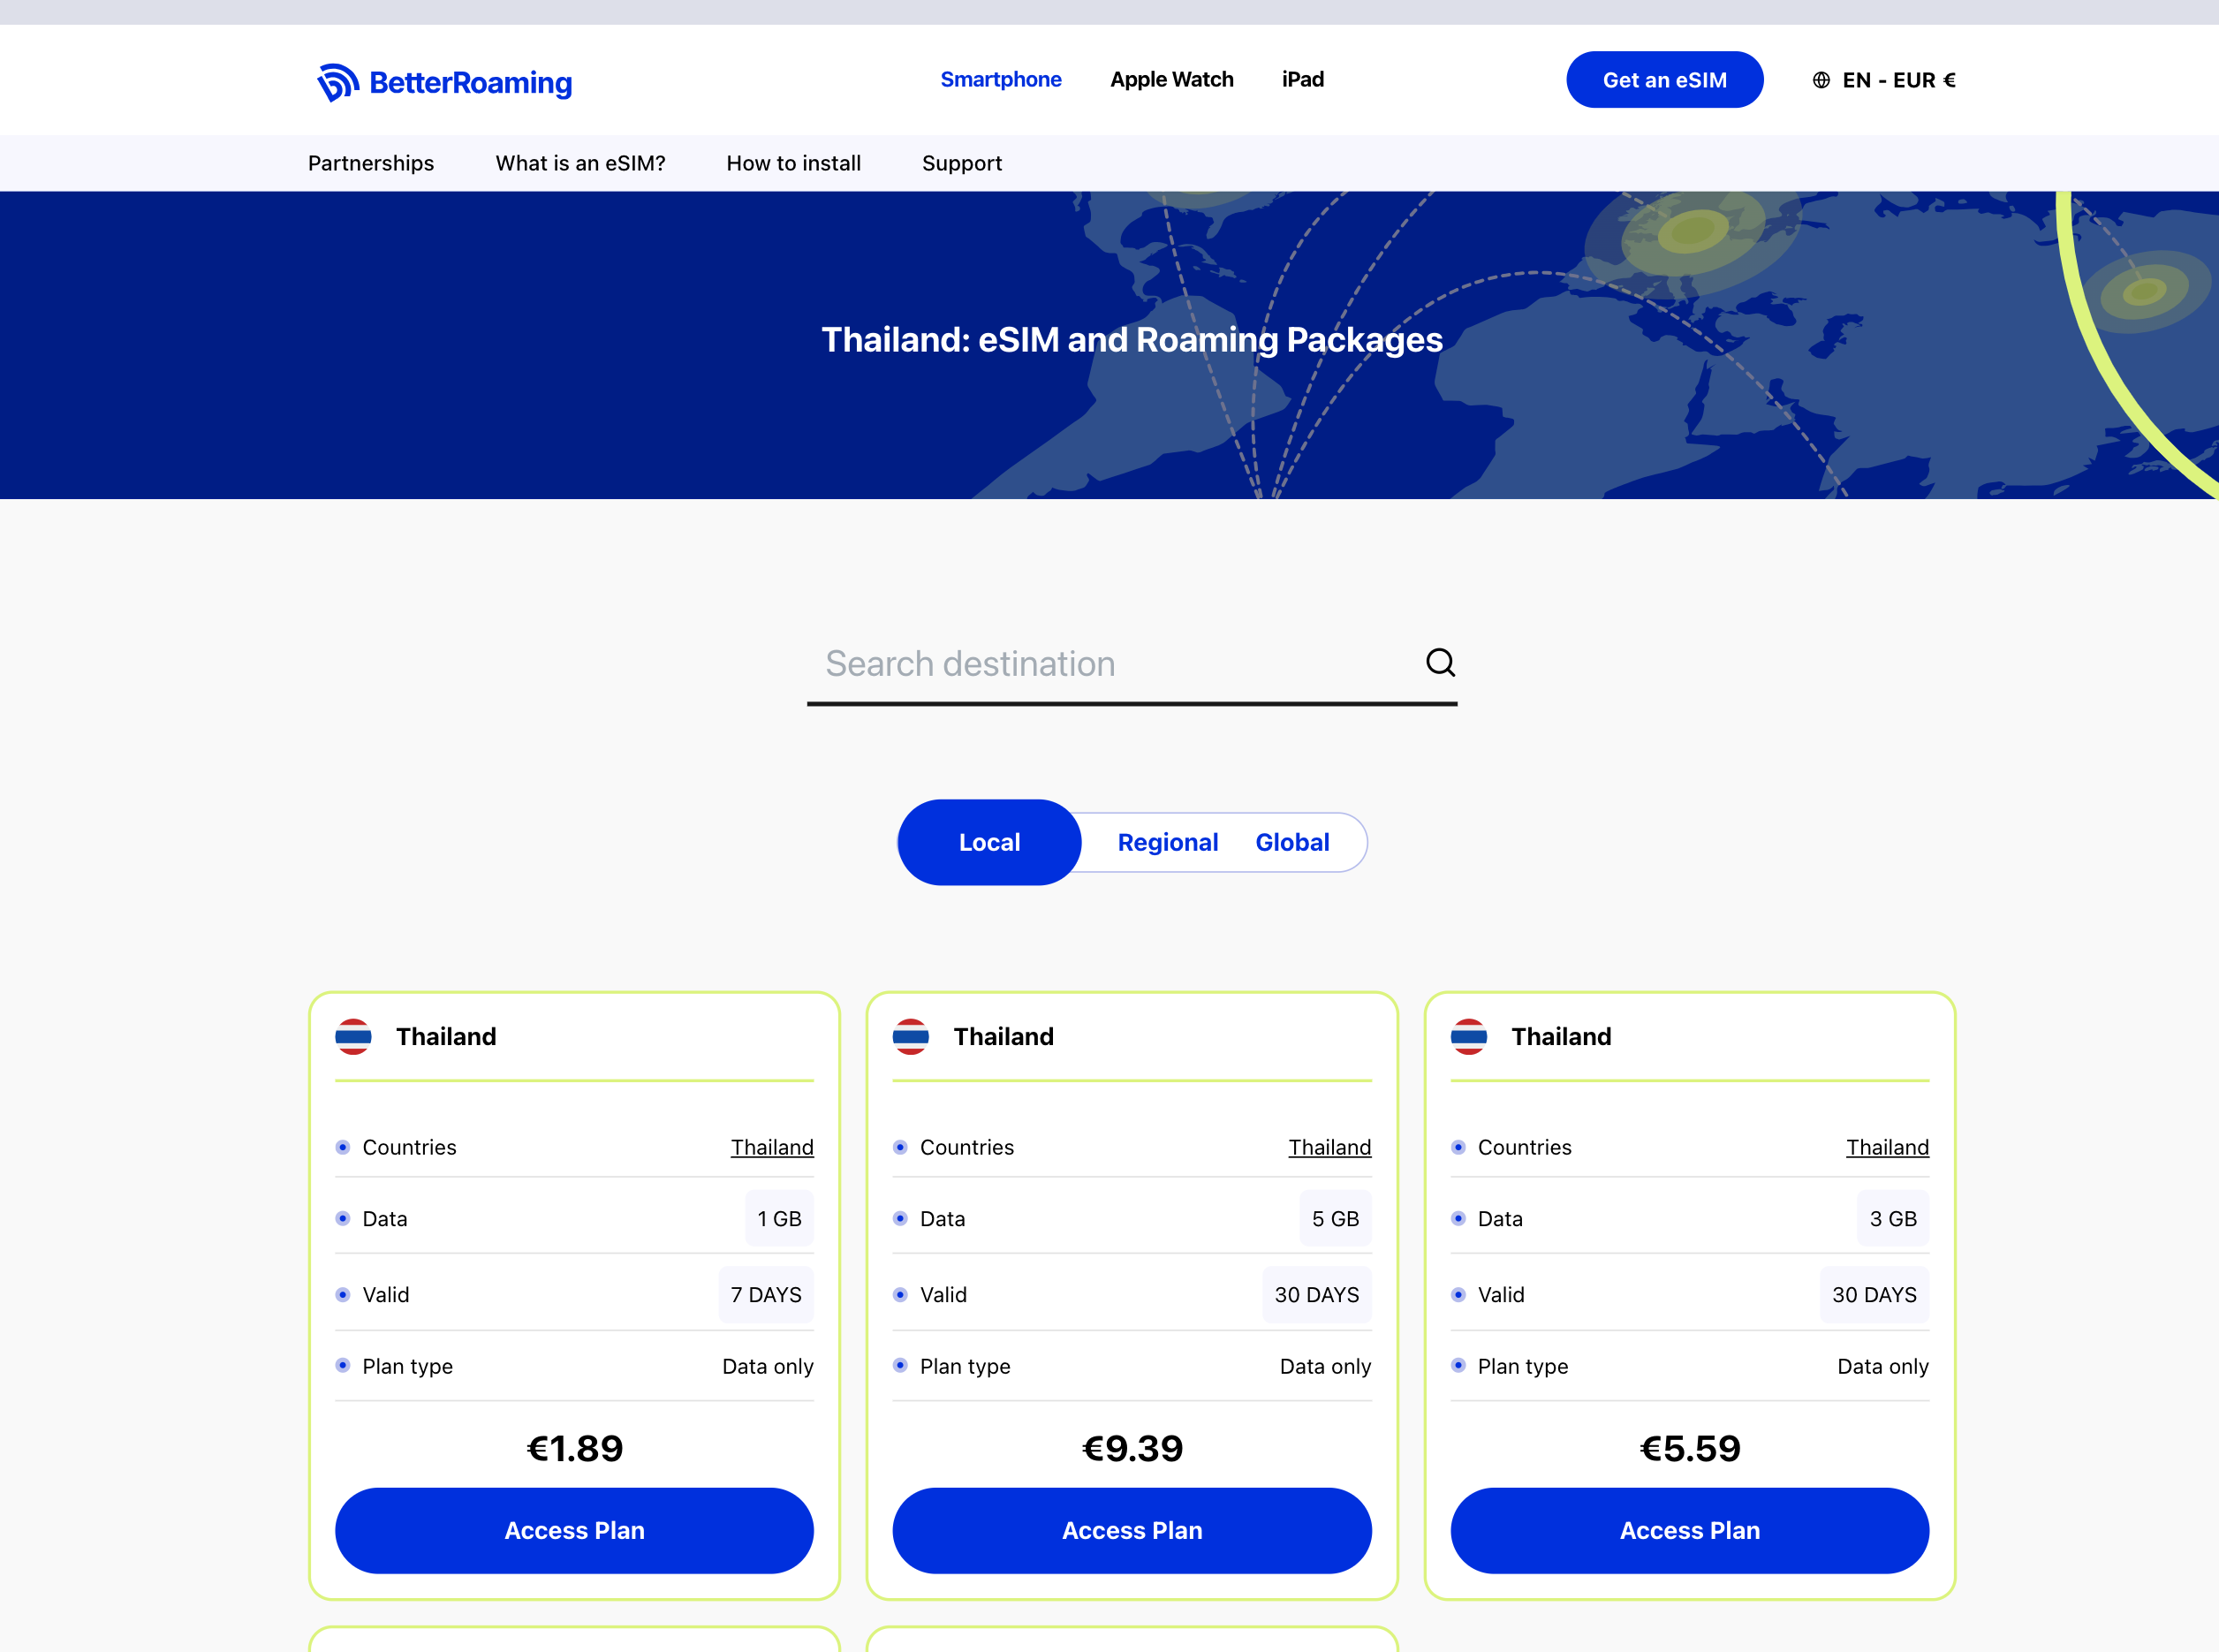 BetterRoaming
Smartphone Apple Watch iPad
Get an eSIM
EN - EUR €
Partnerships What is an eSIM? How to install Support
Thailand: eSIM and Roaming Packages
Search destination
Local Regional Global
Thailand
Countries Thailand
Data 1 GB
Valid 7 DAYS
Plan type Data only
€1.89
Access Plan
Thailand
Countries Thailand
Data 5 GB
Valid 30 DAYS
Plan type Data only
€9.39
Access Plan
Thailand
Countries Thailand
Data 3 GB
Valid 30 DAYS
Plan type Data only
€5.59
Access Plan